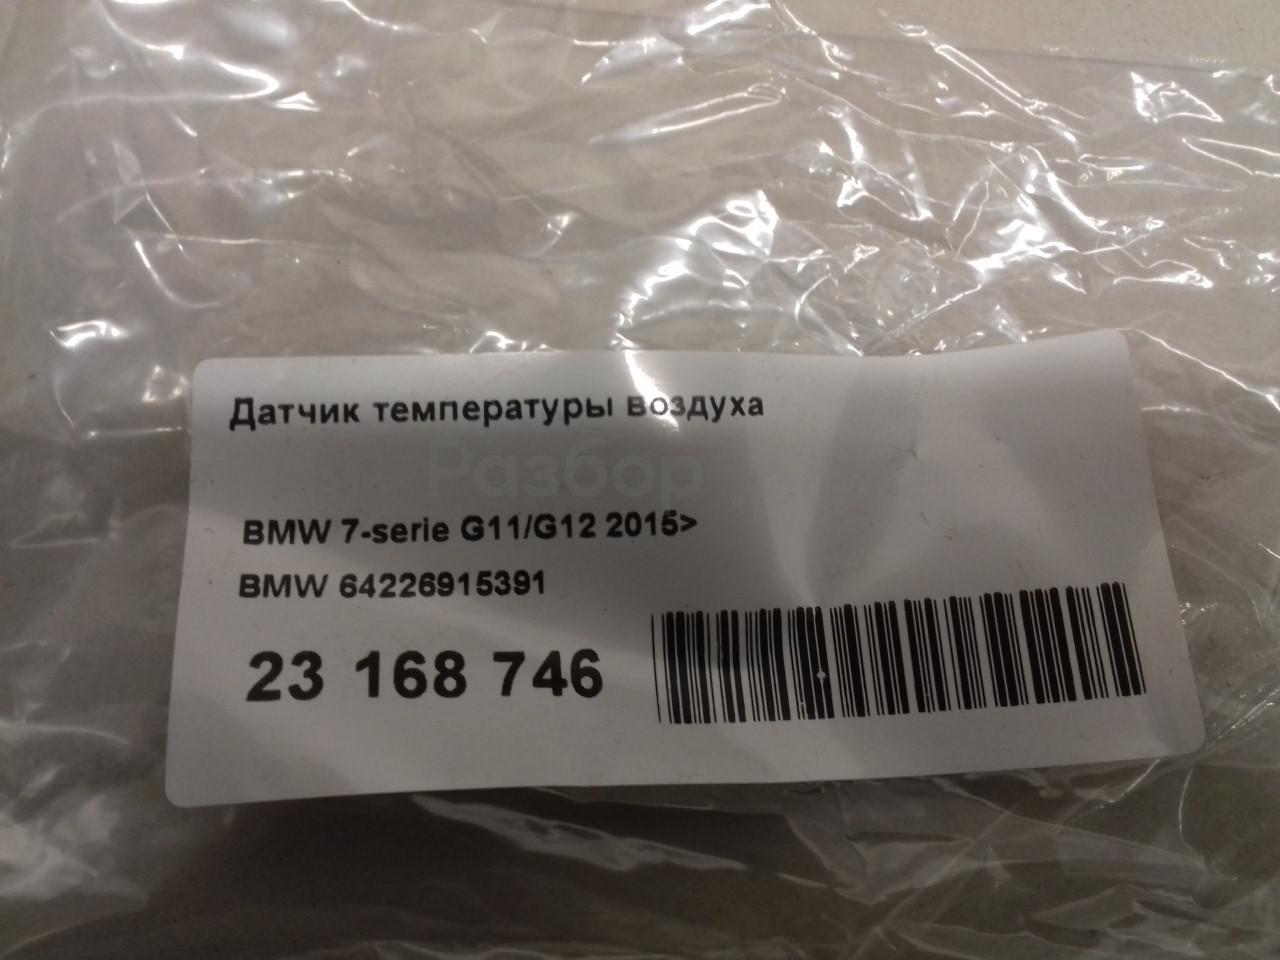 Датчик температуры воздуха
Разбор
BMW 7-serie G11/G12 2015>
BMW 64226915391
23 168 746